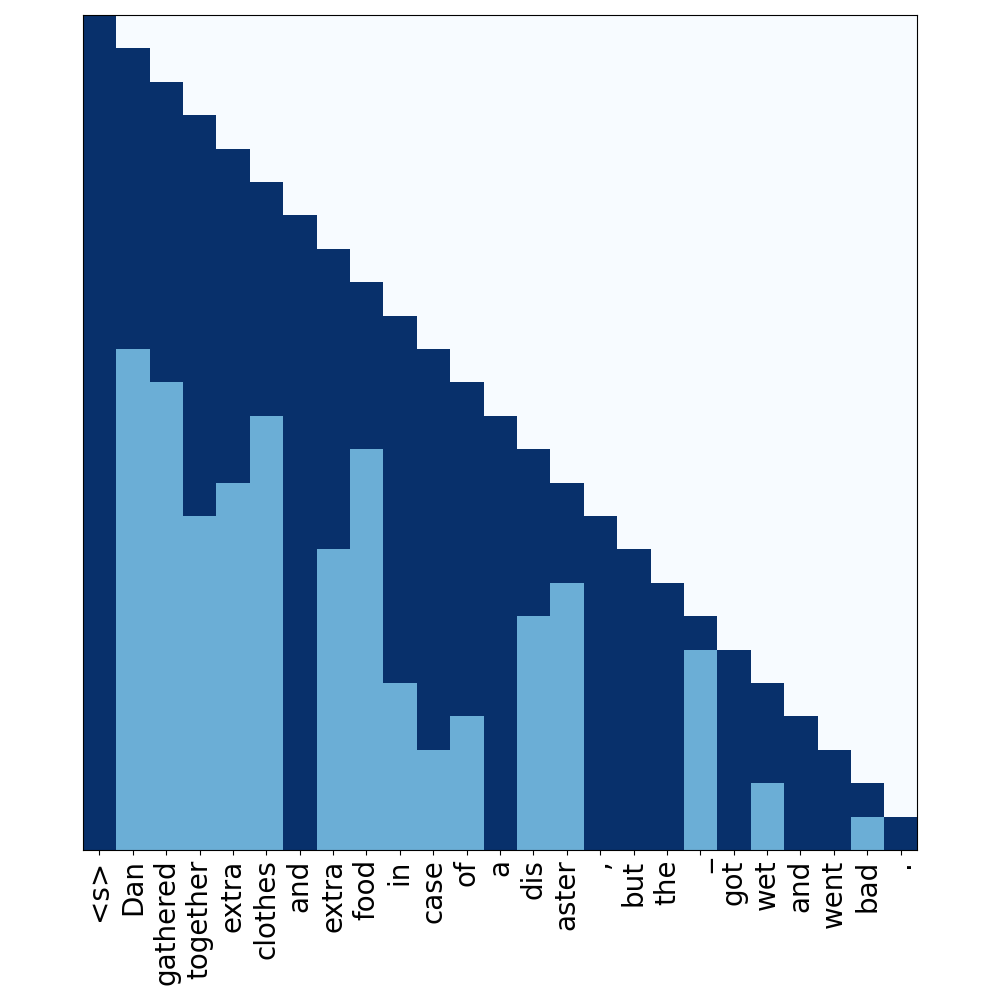 <s>
Dan
gathered
together
extra
clothes
and
extra
food
in
case
of
a
dis
aster
,
but
the
_
got
wet
and
went
bad
.